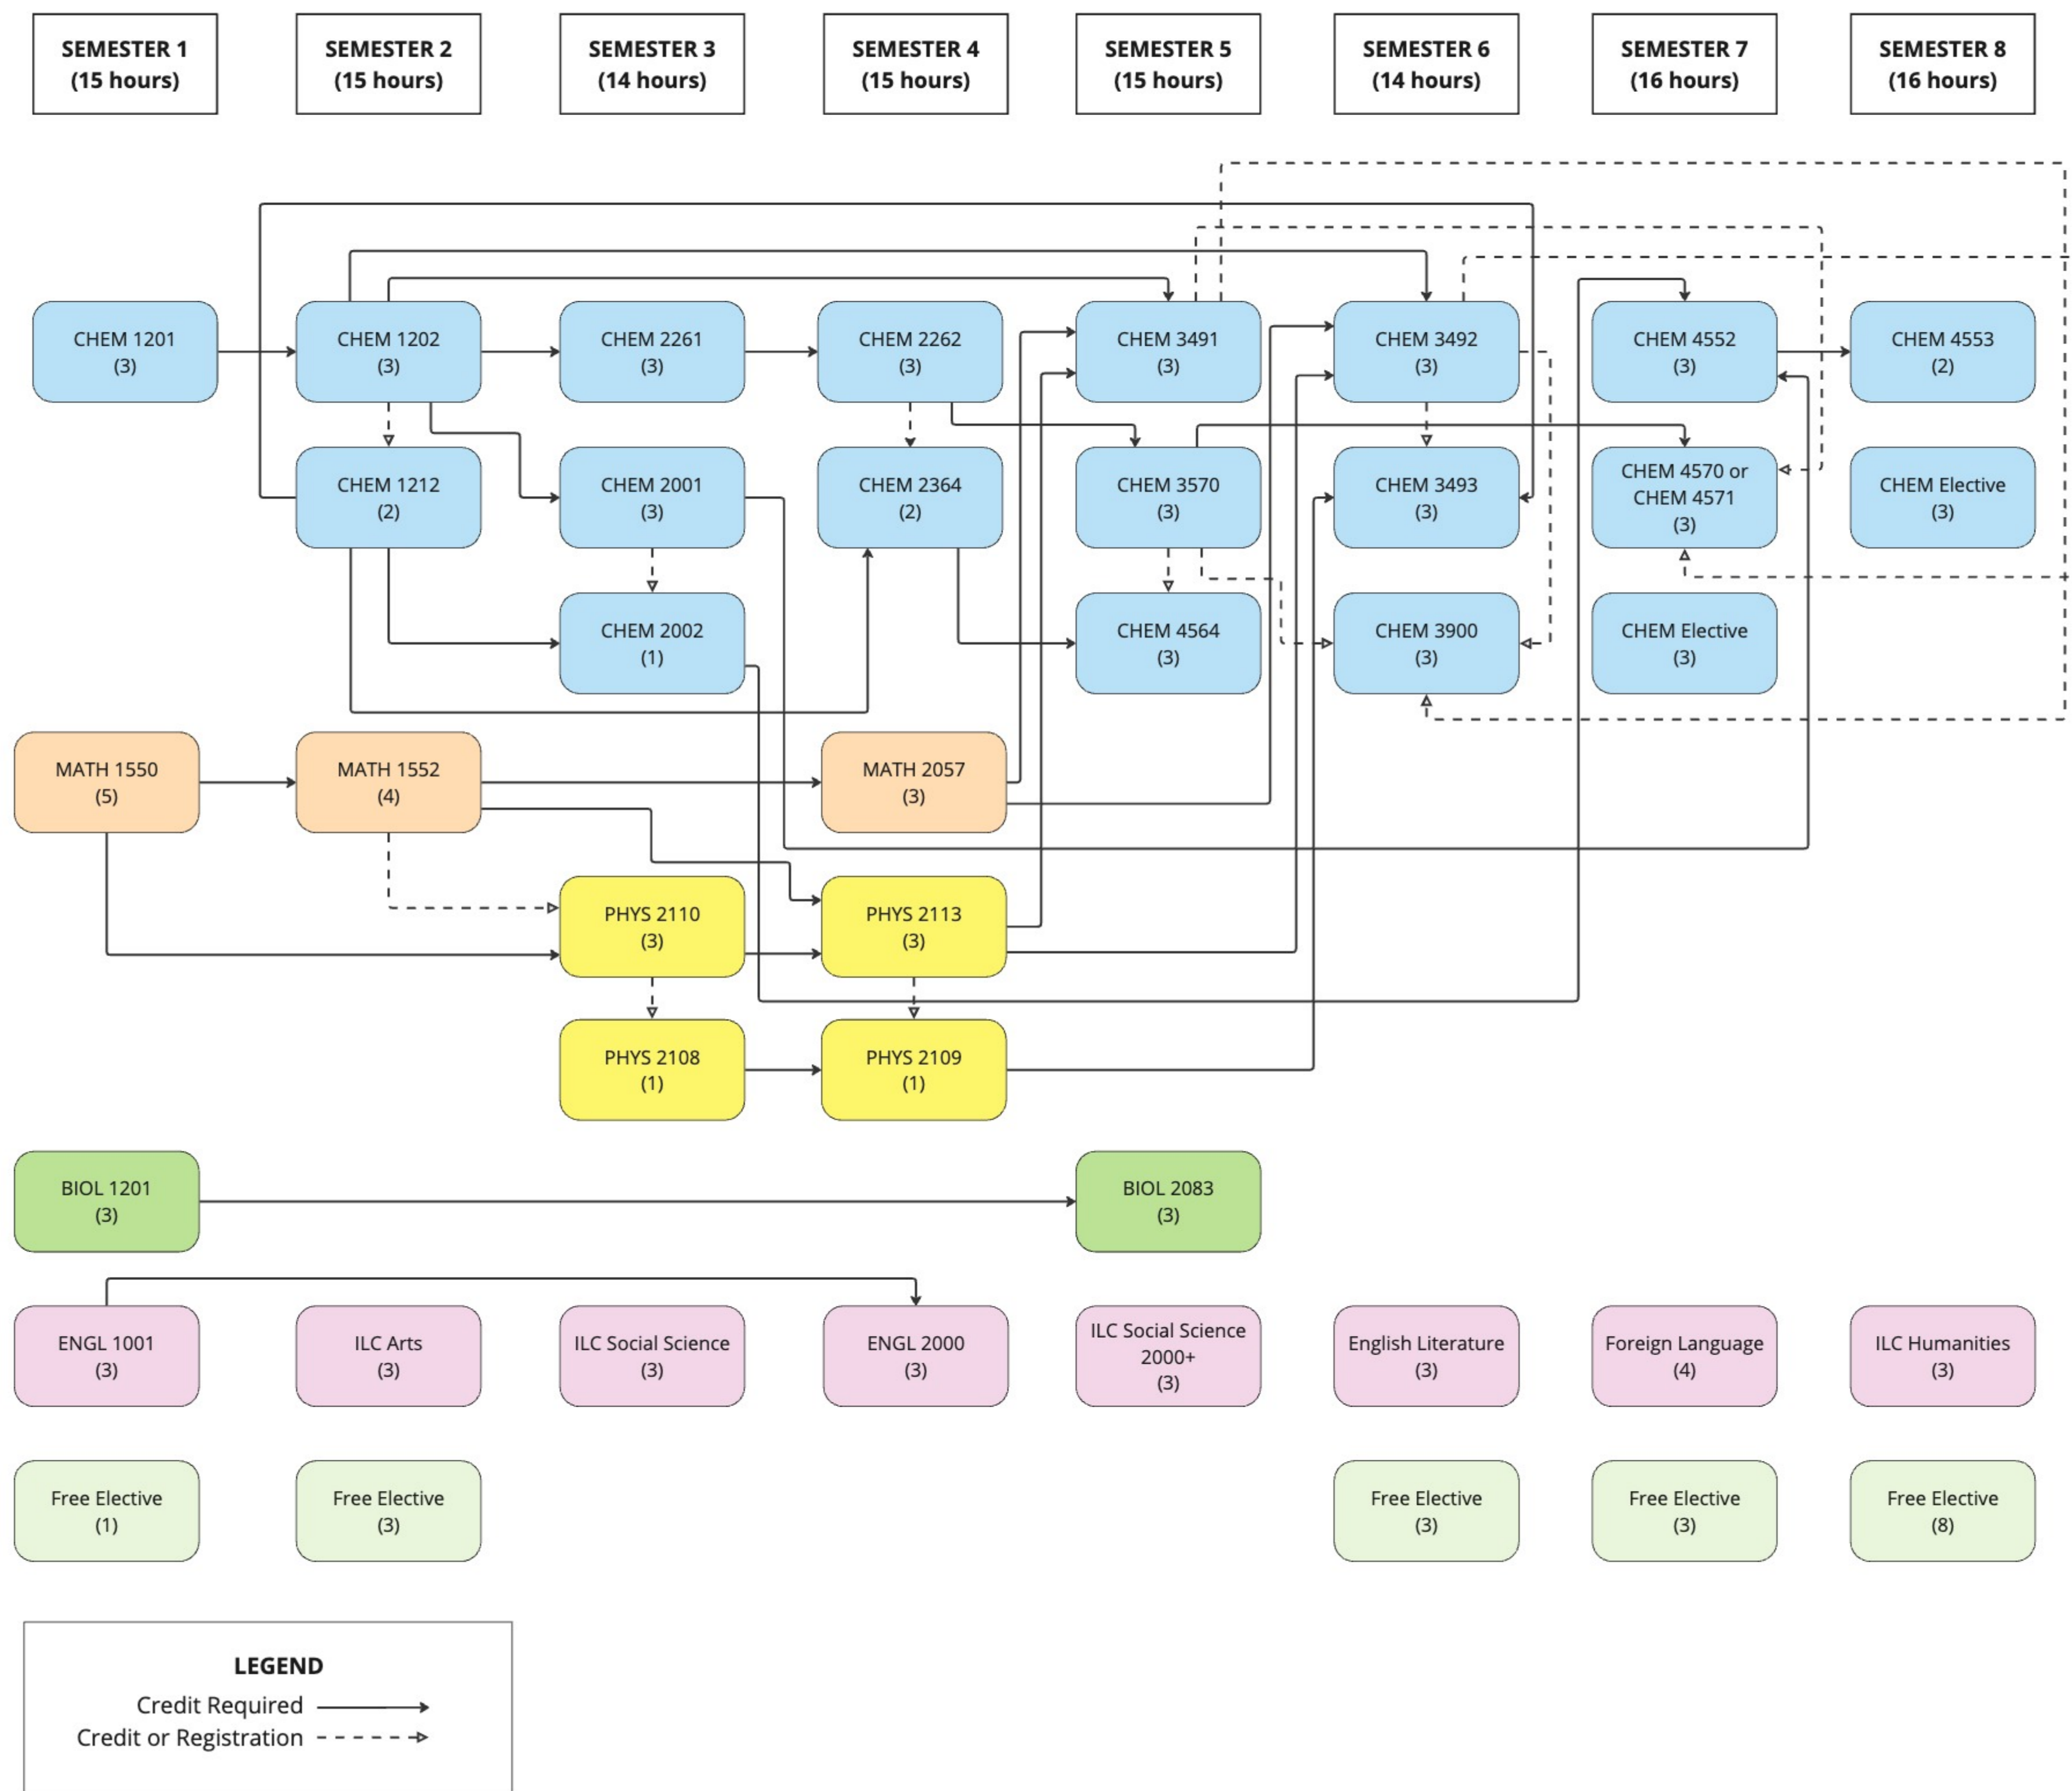 SEMESTER 1
(15 hours)
SEMESTER 2
(15 hours)
SEMESTER 3
(14 hours)
SEMESTER 4
(15 hours)
SEMESTER 5
(15 hours)
SEMESTER 6
(14 hours)
SEMESTER 7
(16 hours)
SEMESTER 8
(16 hours)
CHEM 1201
(3)
CHEM 1202
(3)
CHEM 2261
(3)
CHEM 2262
(3)
CHEM 3491
(3)
CHEM 3492
(3)
CHEM 4552
(3)
CHEM 4553
(2)
CHEM 1212
(2)
CHEM 2001
(3)
CHEM 2364
(2)
CHEM 3570
(3)
CHEM 3493
(3)
CHEM 4570 or
CHEM 4571
(3)
CHEM Elective
(3)
CHEM 2002
(1)
CHEM 4564
(3)
CHEM 3900
(3)
CHEM Elective
(3)
MATH 1550
(5)
MATH 1552
(4)
MATH 2057
(3)
PHYS 2110
(3)
PHYS 2113
(3)
PHYS 2108
(1)
PHYS 2109
(1)
BIOL 1201
(3)
BIOL 2083
(3)
ENGL 1001
(3)
ILC Arts
(3)
ILC Social Science
(3)
ENGL 2000
(3)
ILC Social Science
2000+
(3)
English Literature
(3)
Foreign Language
(4)
ILC Humanities
(3)
Free Elective
(1)
Free Elective
(3)
Free Elective
(3)
Free Elective
(3)
Free Elective
(8)
LEGEND
Credit Required
Credit or Registration